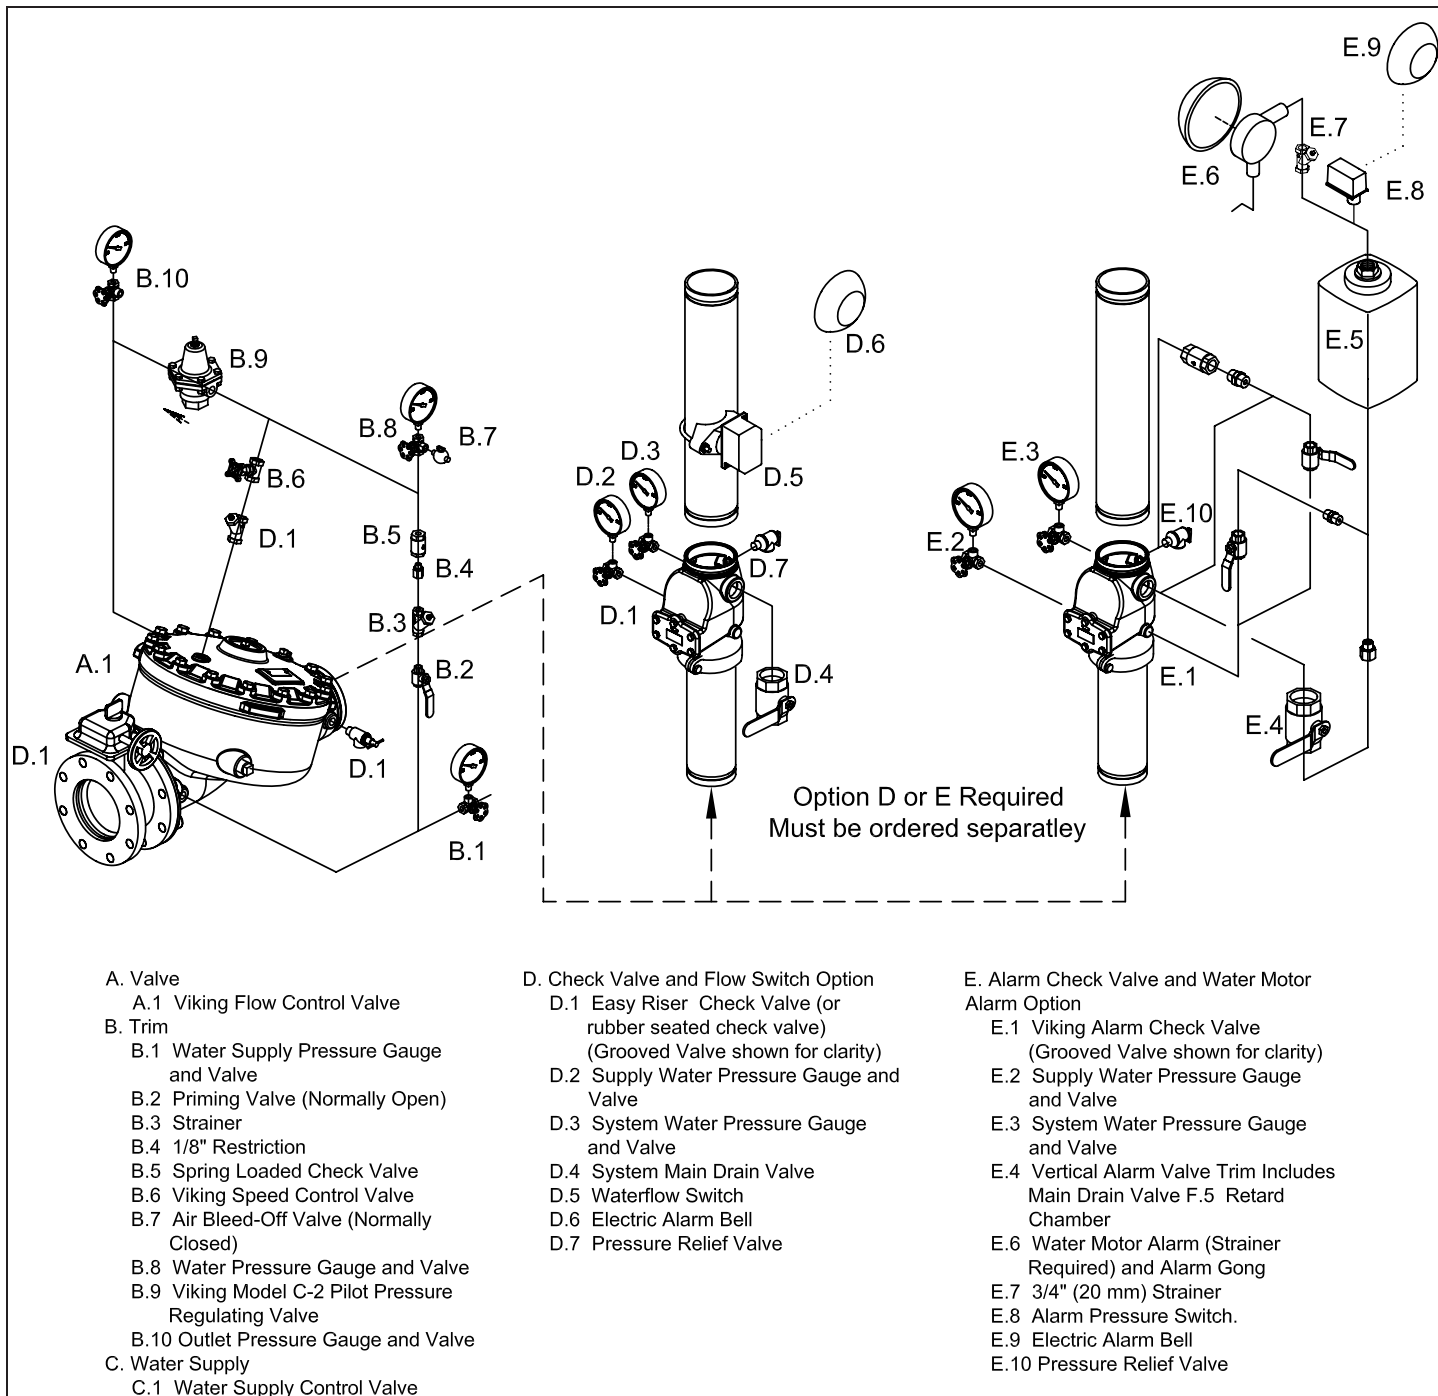 E.9
E.7
E.6
E.8
B.10
E.5
B.9
D.6
B.8
B.7
D.3
D.2
D.5
E.3
B.6
D.1
B.5
E.10
E.2
B.4
D.7
D.1
B.3
A.1
B.2
D.4
E.1
E.4
D.1
D.1
B.1
Option D or E Required
Must be ordered separatley
A. Valve
A.1 Viking Flow Control Valve
B. Trim
B.1 Water Supply Pressure Gauge
and Valve
B.2 Priming Valve (Normally Open)
B.3 Strainer
B.4 1/8" Restriction
B.5 Spring Loaded Check Valve
B.6 Viking Speed Control Valve
B.7 Air Bleed-Off Valve (Normally
Closed)
B.8 Water Pressure Gauge and Valve
B.9 Viking Model C-2 Pilot Pressure
Regulating Valve
B.10 Outlet Pressure Gauge and Valve
C. Water Supply
C.1 Water Supply Control Valve
D. Check Valve and Flow Switch Option
D.1 Easy Riser Check Valve (or
rubber seated check valve)
(Grooved Valve shown for clarity)
D.2 Supply Water Pressure Gauge and
Valve
D.3 System Water Pressure Gauge
and Valve
D.4 System Main Drain Valve
D.5 Waterflow Switch
D.6 Electric Alarm Bell
D.7 Pressure Relief Valve
E. Alarm Check Valve and Water Motor
Alarm Option
E.1 Viking Alarm Check Valve
(Grooved Valve shown for clarity)
E.2 Supply Water Pressure Gauge
and Valve
E.3 System Water Pressure Gauge
and Valve
E.4 Vertical Alarm Valve Trim Includes
Main Drain Valve F.5 Retard
Chamber
E.6 Water Motor Alarm (Strainer
Required) and Alarm Gong
E.7 3/4" (20 mm) Strainer
E.8 Alarm Pressure Switch.
E.9 Electric Alarm Bell
E.10 Pressure Relief Valve